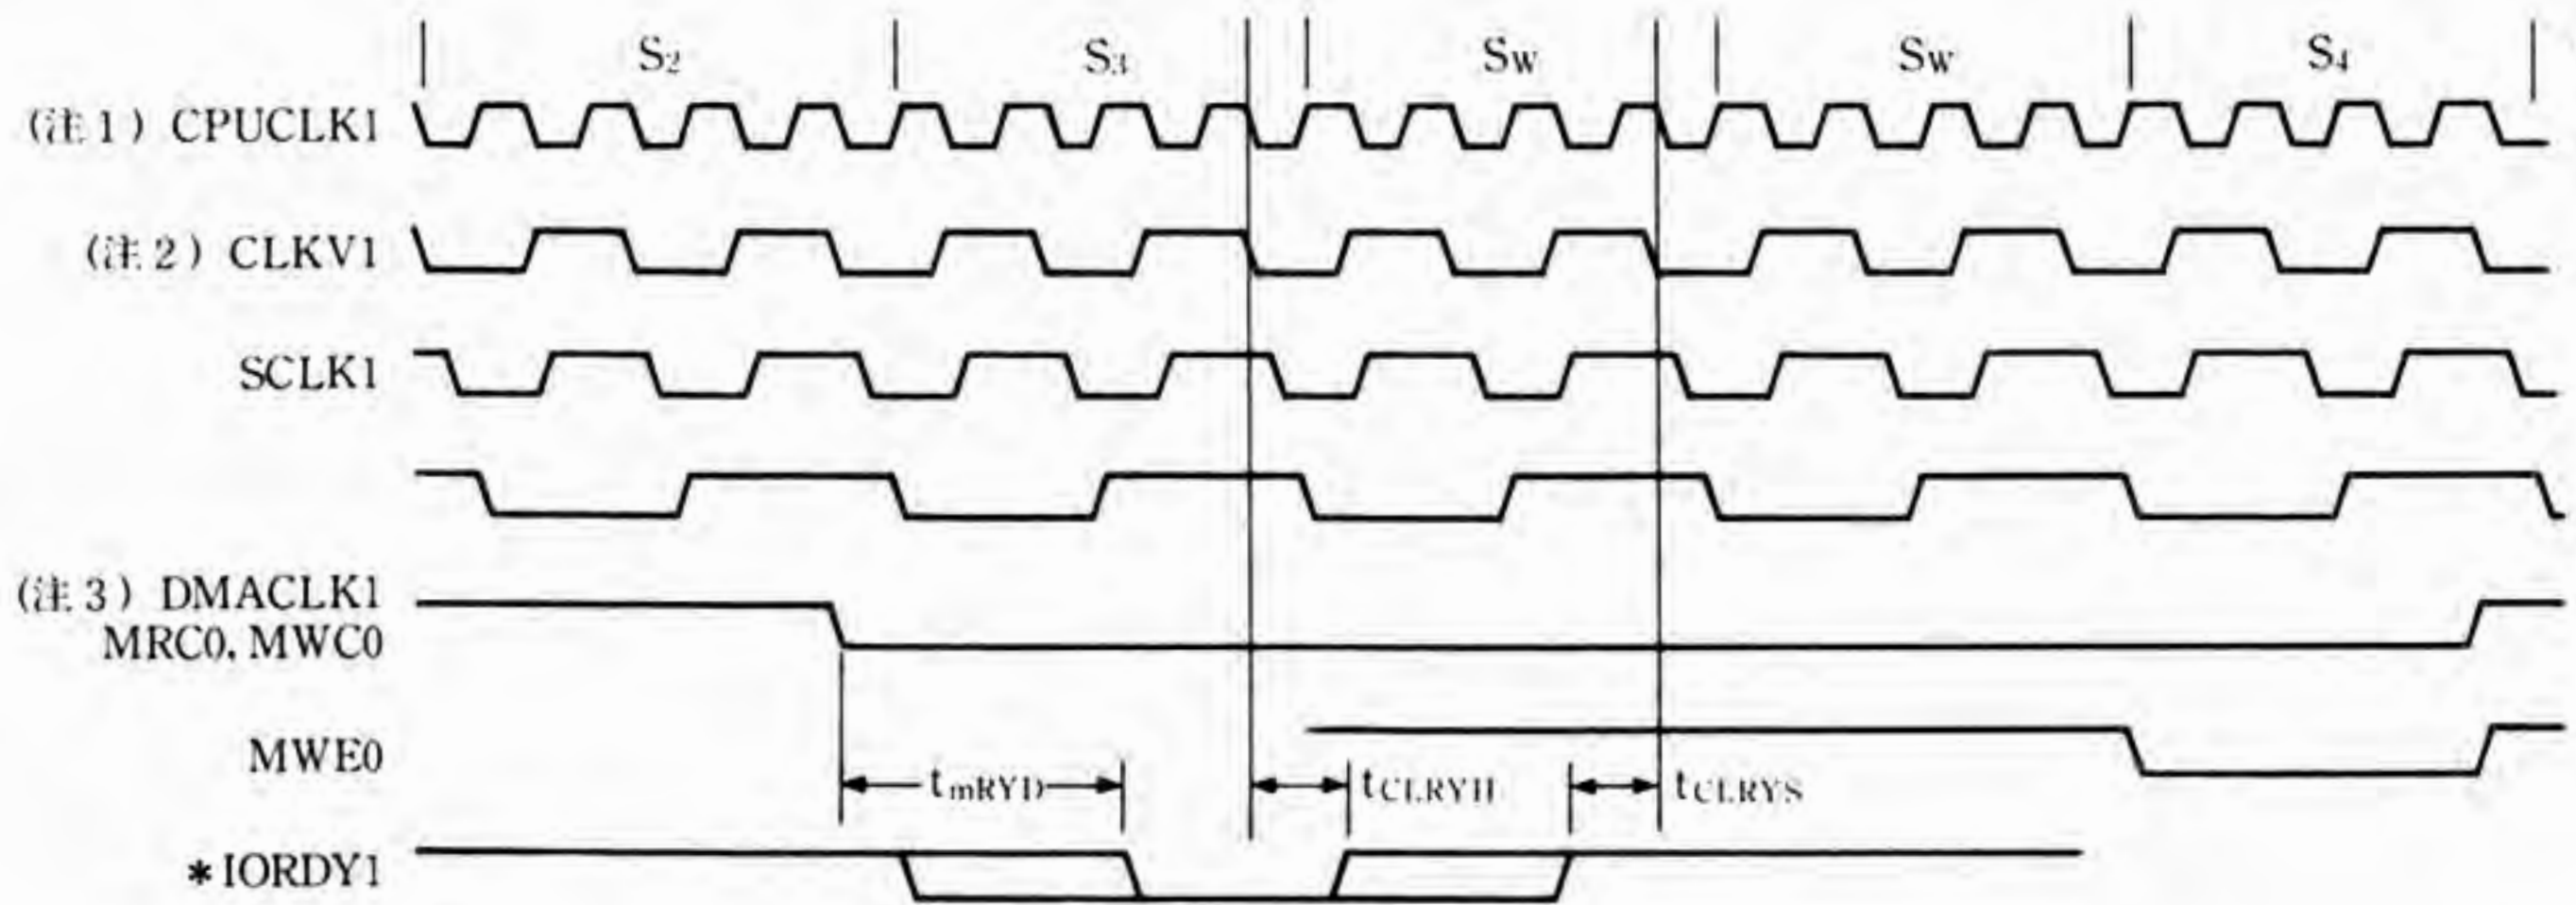 S₂ S₃ Sw Sw S₄
(注1) CPUCLK1
(注2) CLKV1
SCLK1
(注3) DMACLK1
MRC0, MWC0
MWE0
tmRYD tCLRYH tCLRYS
*IORDY1